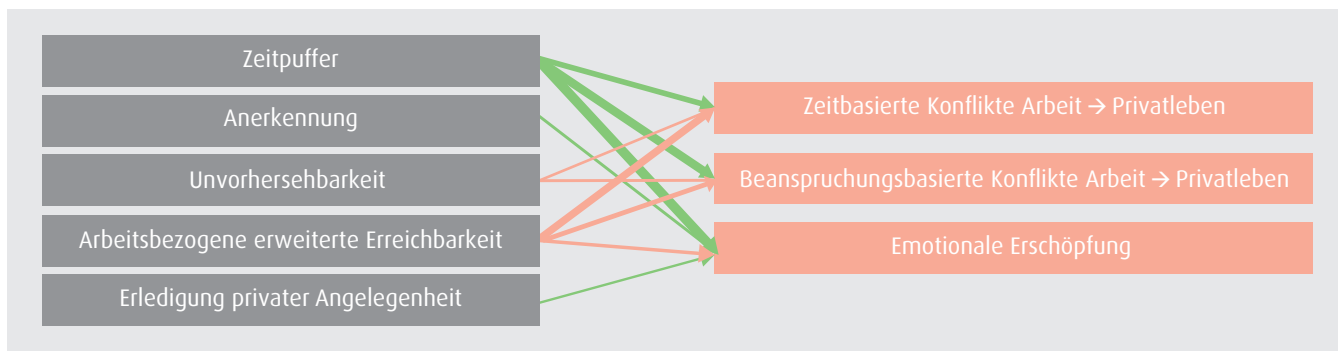 Zeitpuffer
Anerkennung
Unvorhersehbarkeit
Arbeitsbezogene erweiterte Erreichbarkeit
Erledigung privater Angelegenheit
Zeitbasierte Konflikte Arbeit → Privatleben
Beanspruchungsbasierte Konflikte Arbeit → Privatleben
Emotionale Erschöpfung